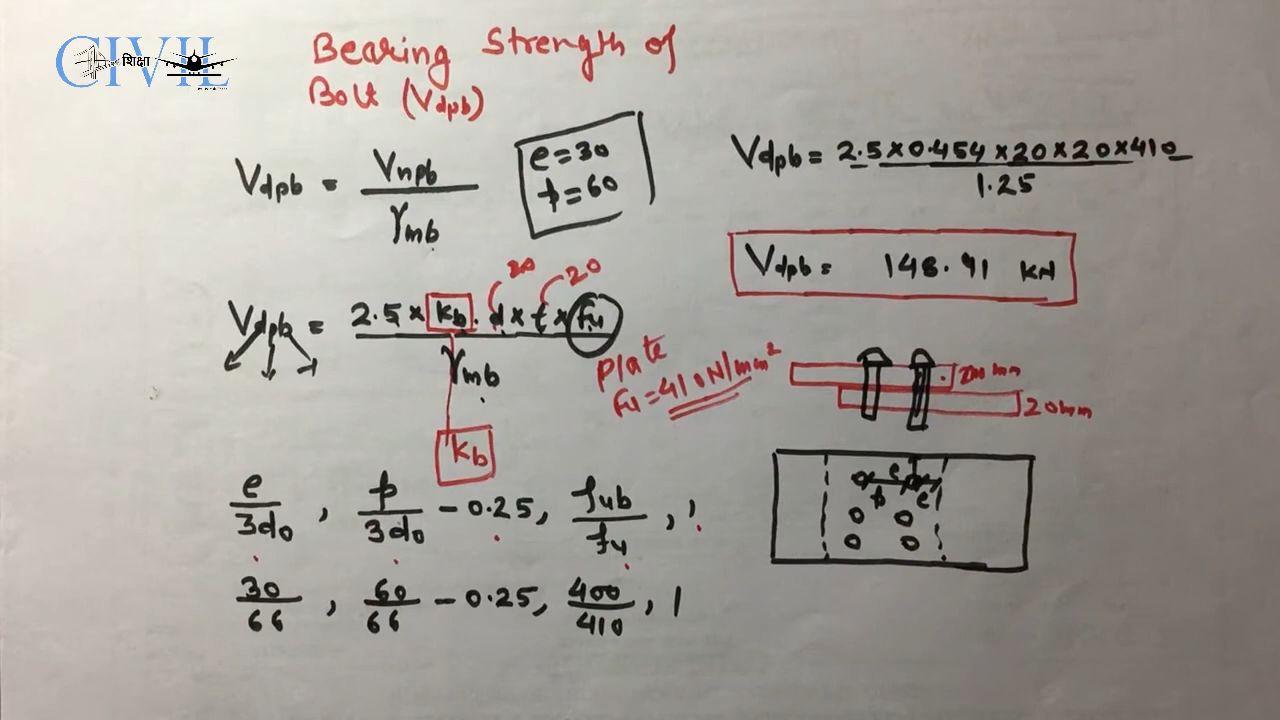 CIVIL
शिक्षा
Bearing Strength of
Bolt (Vdpb)
Vdpb = Vnpb / γmb
e = 30
p = 60
Vdpb = 2.5 × kb . d × t × Fu / γmb
20
20
Plate
Fu = 410 N/mm²
kb
e / 3d0 , p / 3d0 - 0.25, fub / fu , 1
30 / 66 , 60 / 66 - 0.25, 400 / 410 , 1
Vdpb = 2.5×0.454×20×20×410 / 1.25
Vdpb = 148.91 kN
20 mm
20mm
e
p
e